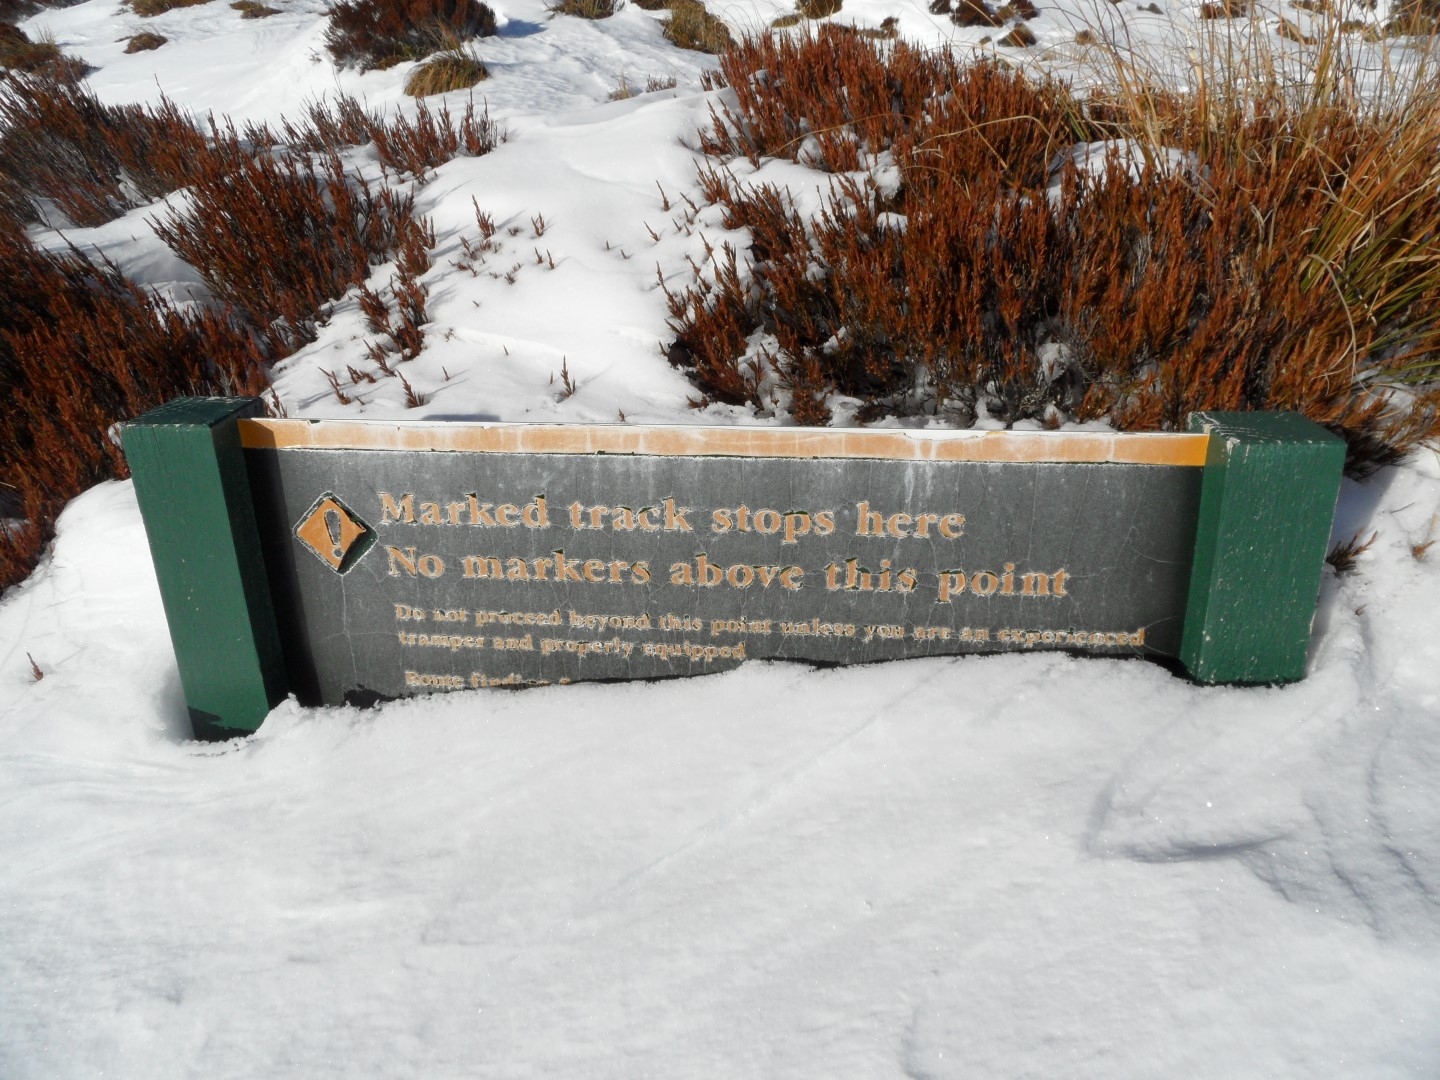 Marked track stops here
No markers above this point
Do not proceed beyond this point unless you are an experienced
tramper and properly equipped
Route